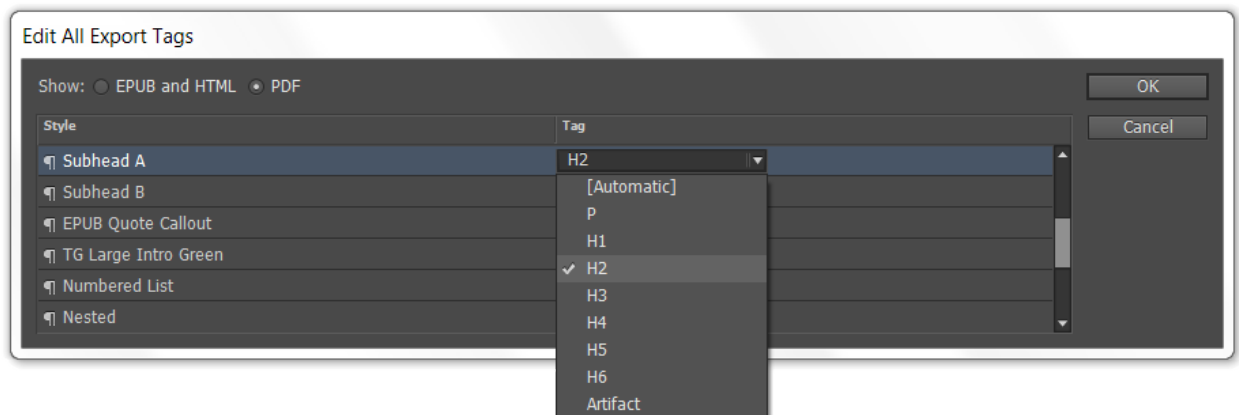 Edit All Export Tags
Show: EPUB and HTML PDF
OK
Cancel
Style Tag
¶ Subhead A H2
¶ Subhead B
¶ EPUB Quote Callout
¶ TG Large Intro Green
¶ Numbered List
¶ Nested
[Automatic]
P
H1
H2
H3
H4
H5
H6
Artifact